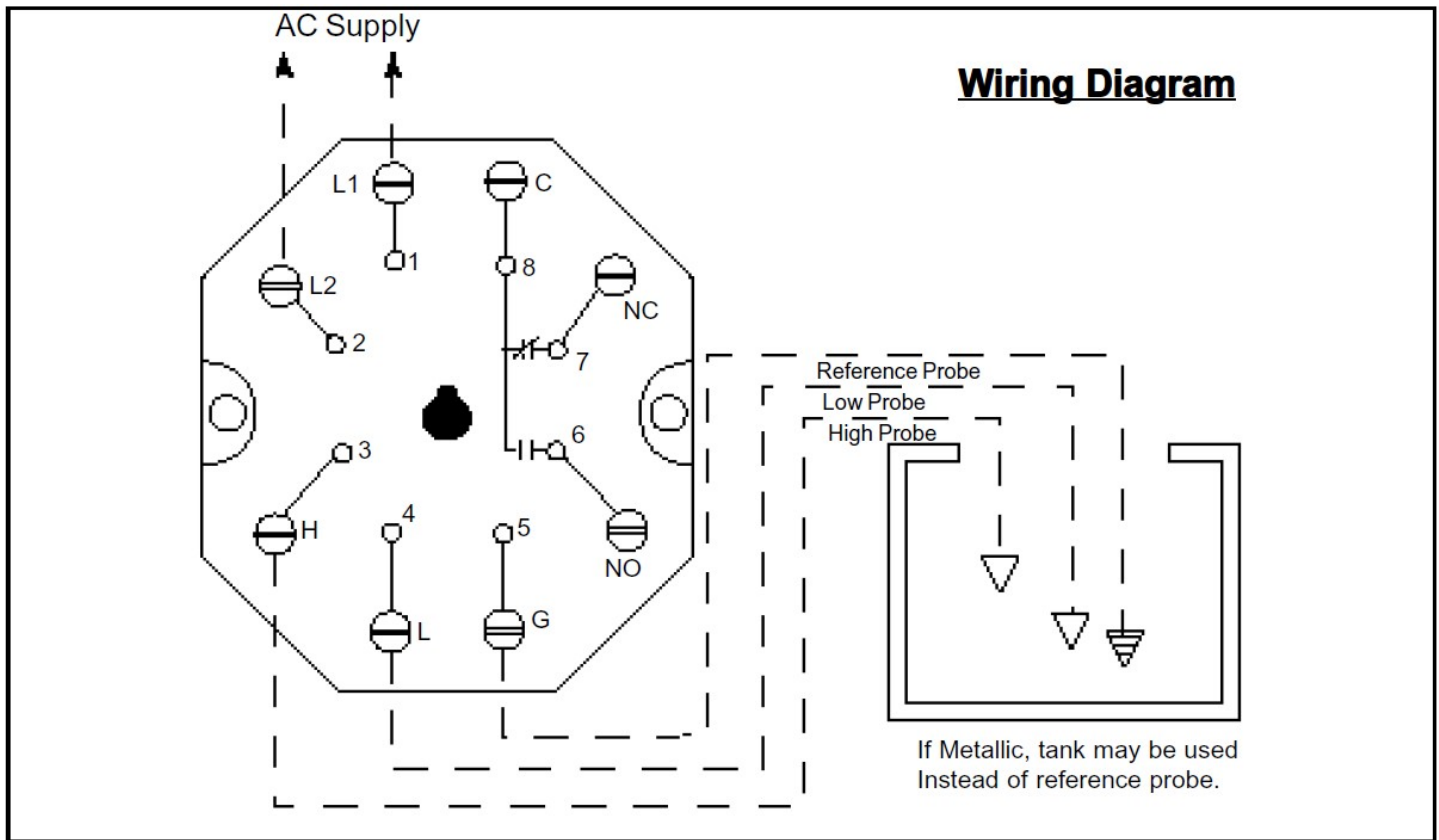 AC Supply
Wiring Diagram
L1
C
1
8
L2
NC
2
7
Reference Probe
Low Probe
High Probe
6
3
4
5
H
NO
L
G
If Metallic, tank may be used
Instead of reference probe.